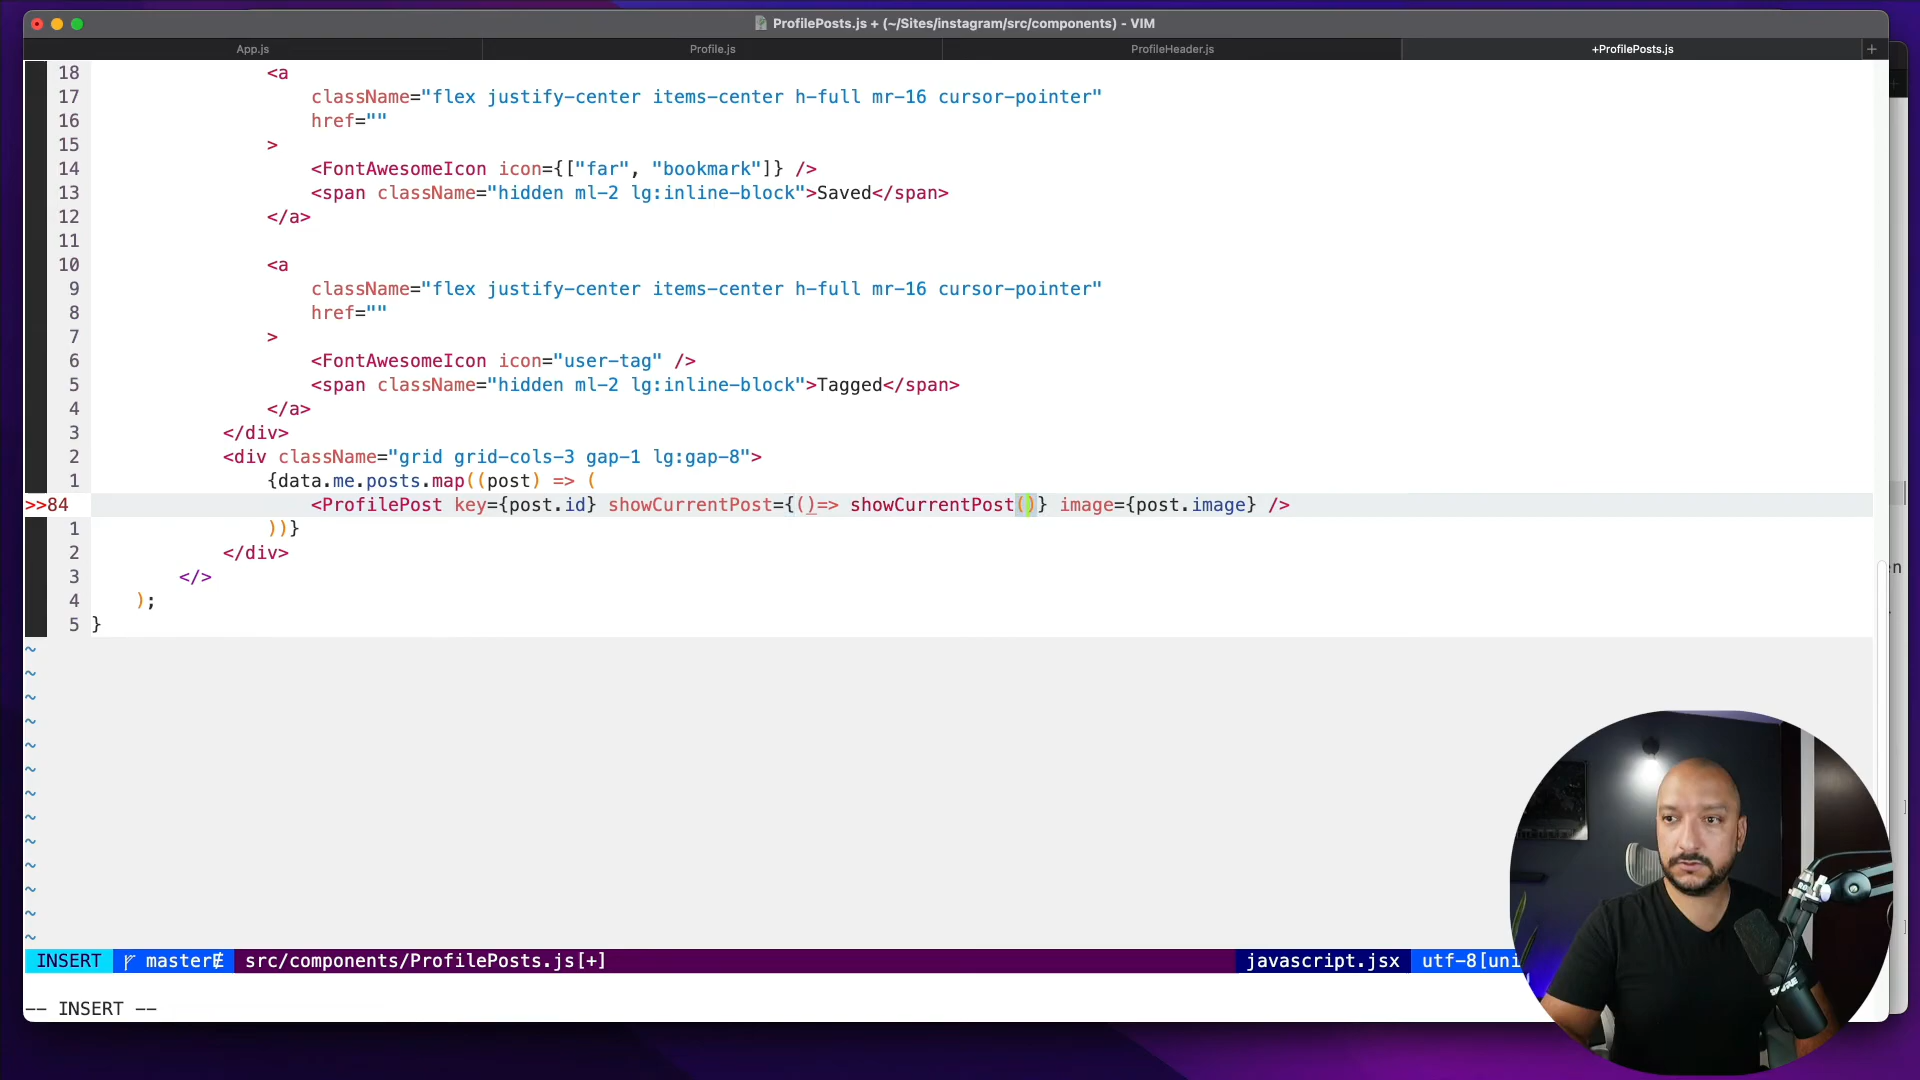 ProfilePosts.js + (~/Sites/instagram/src/components) - VIM
App.js
Profile.js
ProfileHeader.js
+ProfilePosts.js
+
18 <a
17 className="flex justify-center items-center h-full mr-16 cursor-pointer"
16 href=""
15 >
14 <FontAwesomeIcon icon={["far", "bookmark"]} />
13 <span className="hidden ml-2 lg:inline-block">Saved</span>
12 </a>
11
10 <a
9 className="flex justify-center items-center h-full mr-16 cursor-pointer"
8 href=""
7 >
6 <FontAwesomeIcon icon="user-tag" />
5 <span className="hidden ml-2 lg:inline-block">Tagged</span>
4 </a>
3 </div>
2 <div className="grid grid-cols-3 gap-1 lg:gap-8">
1 {data.me.posts.map((post) => (
>>84 <ProfilePost key={post.id} showCurrentPost={()=> showCurrentPost()} image={post.image} />
1 ))}
2 </div>
3 </>
4 );
5 }
~
~
~
~
~
~
~
~
~
~
~
~
~
INSERT master src/components/ProfilePosts.js[+] javascript.jsx utf-8[uni
-- INSERT --
en
SHURE